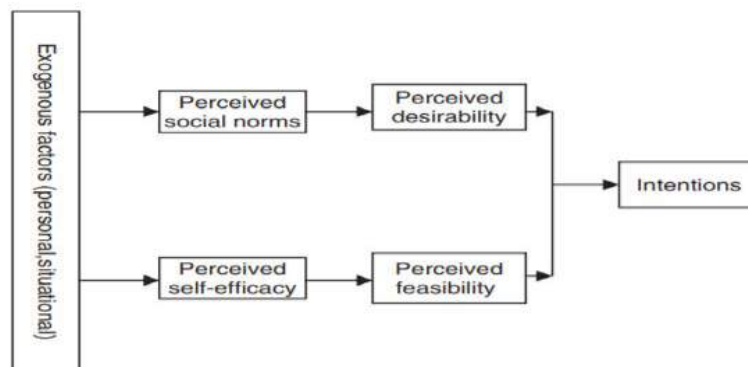 Exogenous factors (personal,situational)
Perceived
social norms
Perceived
desirability
Intentions
Perceived
self-efficacy
Perceived
feasibility